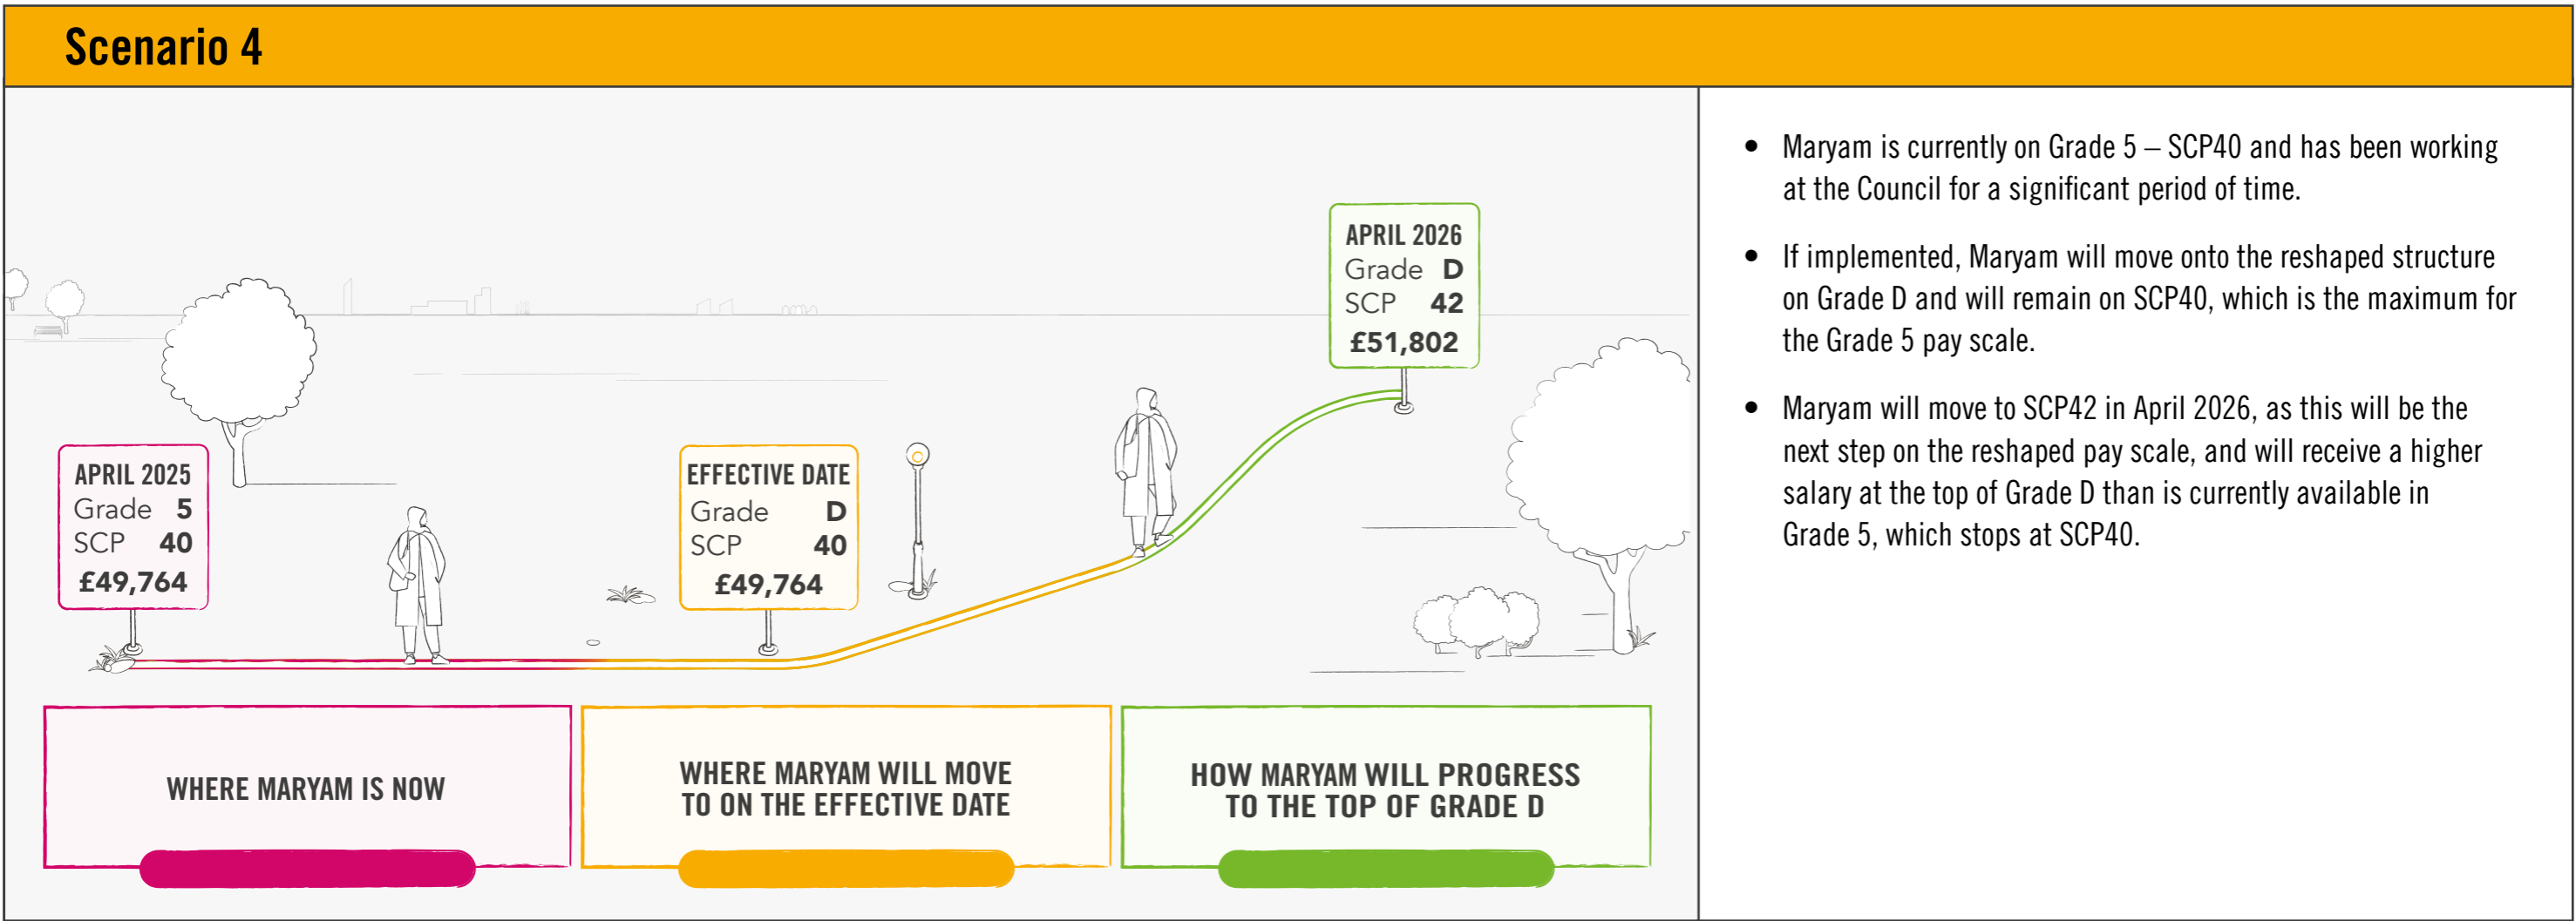 Scenario 4
APRIL 2025
Grade 5
SCP 40
£49,764
EFFECTIVE DATE
Grade D
SCP 40
£49,764
APRIL 2026
Grade D
SCP 42
£51,802
WHERE MARYAM IS NOW
WHERE MARYAM WILL MOVE
TO ON THE EFFECTIVE DATE
HOW MARYAM WILL PROGRESS
TO THE TOP OF GRADE D
• Maryam is currently on Grade 5 – SCP40 and has been working
at the Council for a significant period of time.
• If implemented, Maryam will move onto the reshaped structure
on Grade D and will remain on SCP40, which is the maximum for
the Grade 5 pay scale.
• Maryam will move to SCP42 in April 2026, as this will be the
next step on the reshaped pay scale, and will receive a higher
salary at the top of Grade D than is currently available in
Grade 5, which stops at SCP40.